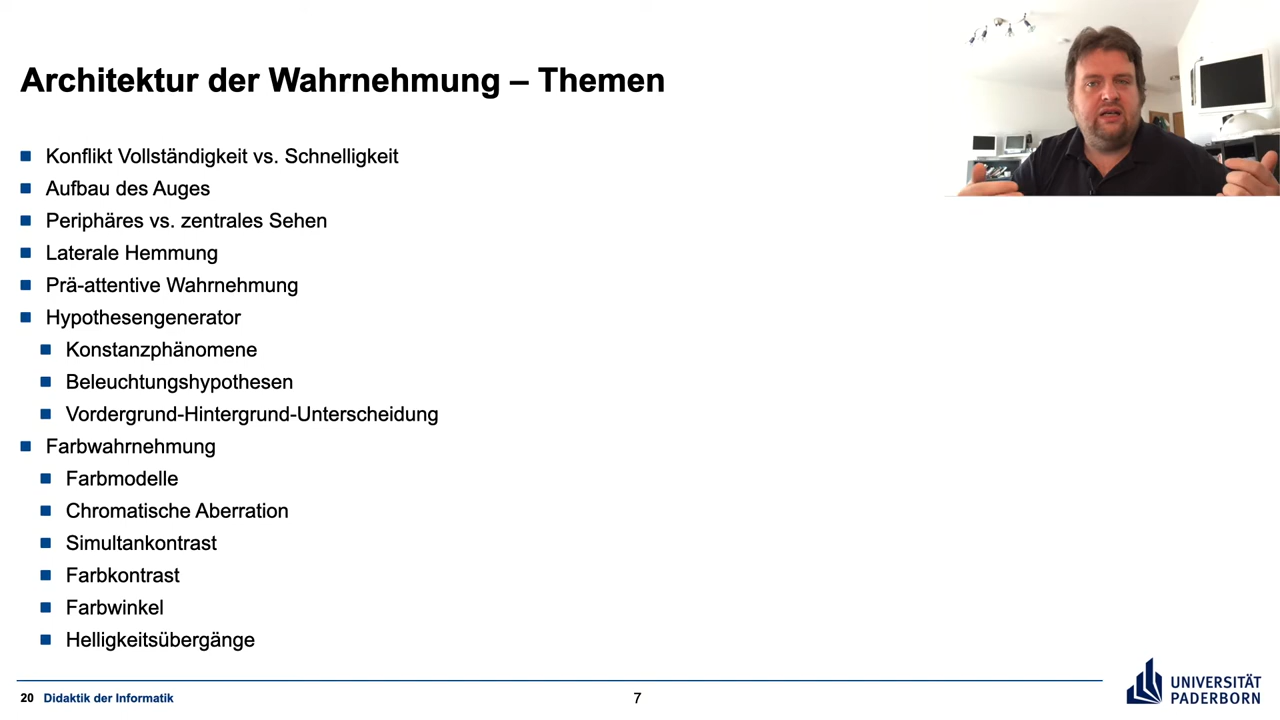 Architektur der Wahrnehmung – Themen
Konflikt Vollständigkeit vs. Schnelligkeit
Aufbau des Auges
Periphäres vs. zentrales Sehen
Laterale Hemmung
Prä-attentive Wahrnehmung
Hypothesengenerator
Konstanzphänomene
Beleuchtungshypothesen
Vordergrund-Hintergrund-Unterscheidung
Farbwahrnehmung
Farbmodelle
Chromatische Aberration
Simultankontrast
Farbkontrast
Farbwinkel
Helligkeitsübergänge
20 Didaktik der Informatik
7
UNIVERSITÄT
PADERBORN